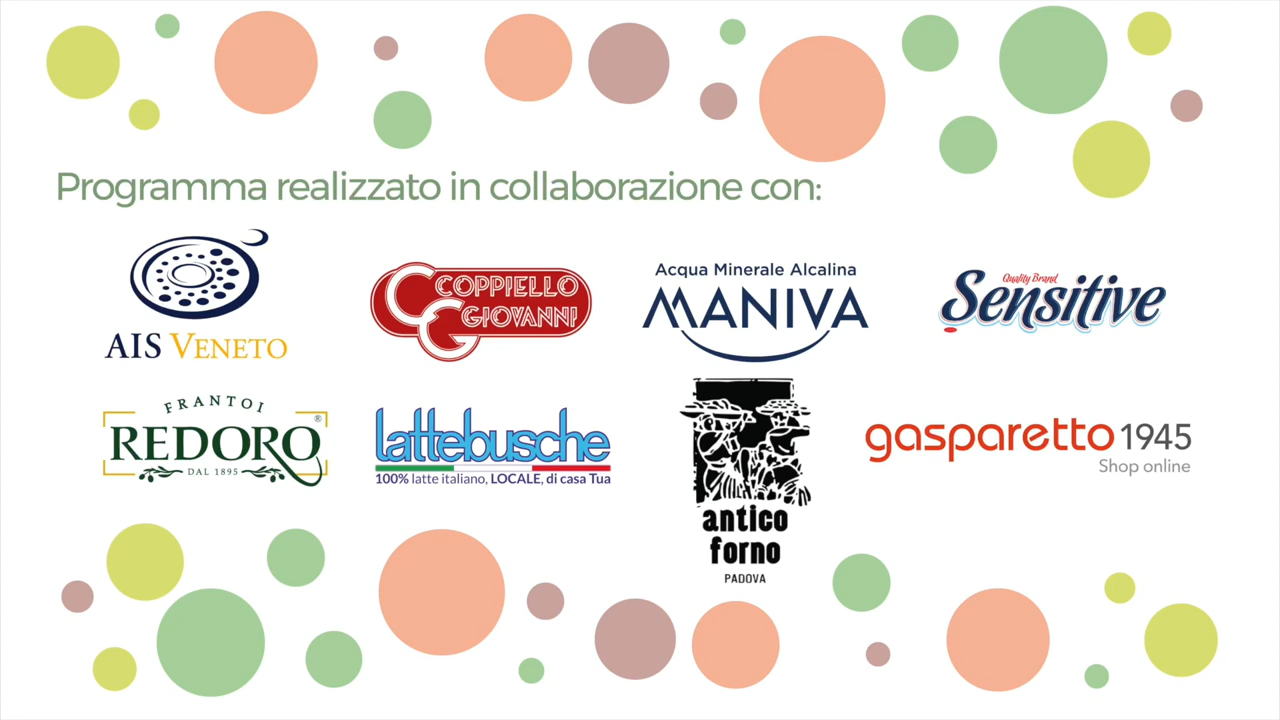 Programma realizzato in collaborazione con:
AIS VENETO
COPPIELLO
GIOVANNI
Acqua Minerale Alcalina
MANIVA
Quality Brand
Sensitive
FRANTOI
REDORO®
DAL 1895
lattebusche
100% latte italiano, LOCALE, di casa Tua
antico
forno
PADOVA
gasparetto 1945
Shop online